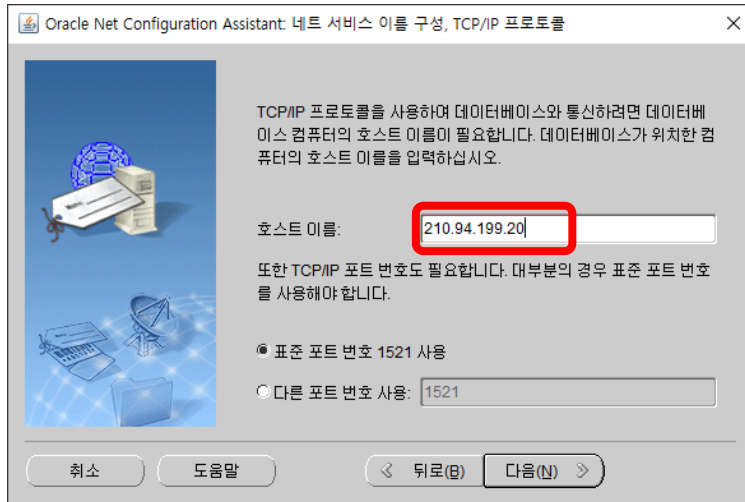 Oracle Net Configuration Assistant: 네트 서비스 이름 구성, TCP/IP 프로토콜
TCP/IP 프로토콜을 사용하여 데이터베이스와 통신하려면 데이터베
이스 컴퓨터의 호스트 이름이 필요합니다. 데이터베이스가 위치한 컴
퓨터의 호스트 이름을 입력하십시오.
호스트 이름: 210.94.199.20
또한 TCP/IP 포트 번호도 필요합니다. 대부분의 경우 표준 포트 번호
를 사용해야 합니다.
표준 포트 번호 1521 사용
다른 포트 번호 사용: 1521
취소 도움말 뒤로(B) 다음(N)